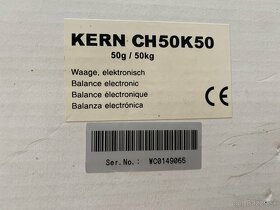 KERN CH50K50
50g / 50kg
Waage, elektronisch
Balance electronic
Balance électronique
Balanza electrónica
CE
Ser.No.: WC0149065